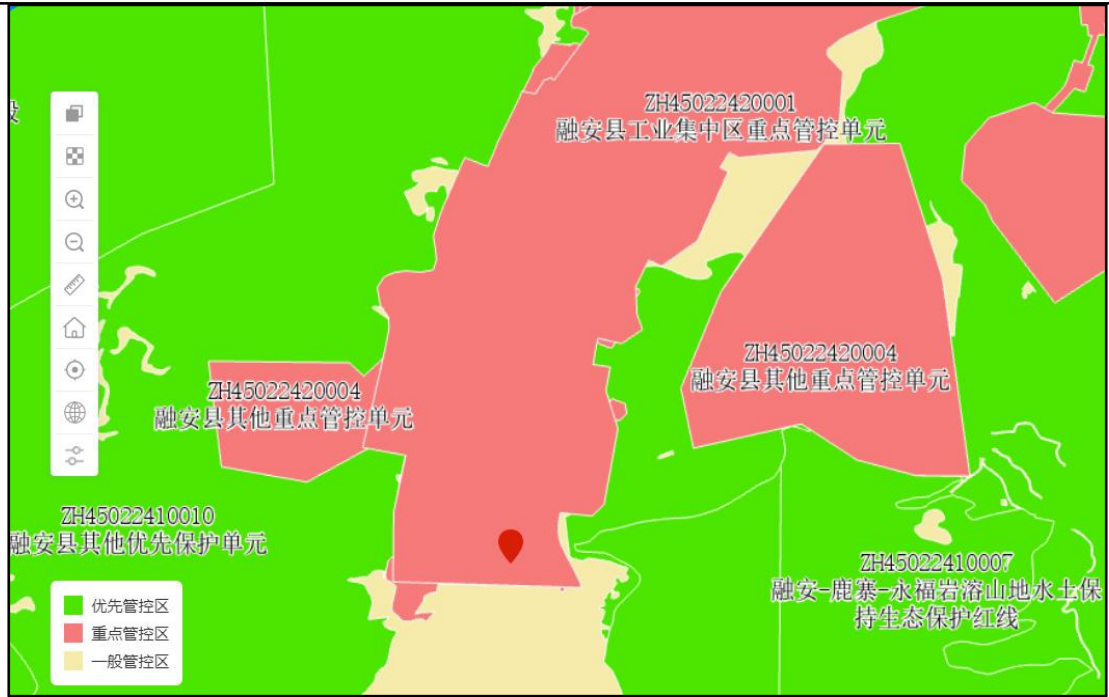 ZH45022420001
融安县工业集中区重点管控单元
ZH45022420004
融安县其他重点管控单元
ZH45022420004
融安县其他重点管控单元
ZH45022410010
融安县其他优先保护单元
ZH45022410007
融安-鹿寨-永福岩溶山地水土保
持生态保护红线
优先管控区
重点管控区
一般管控区